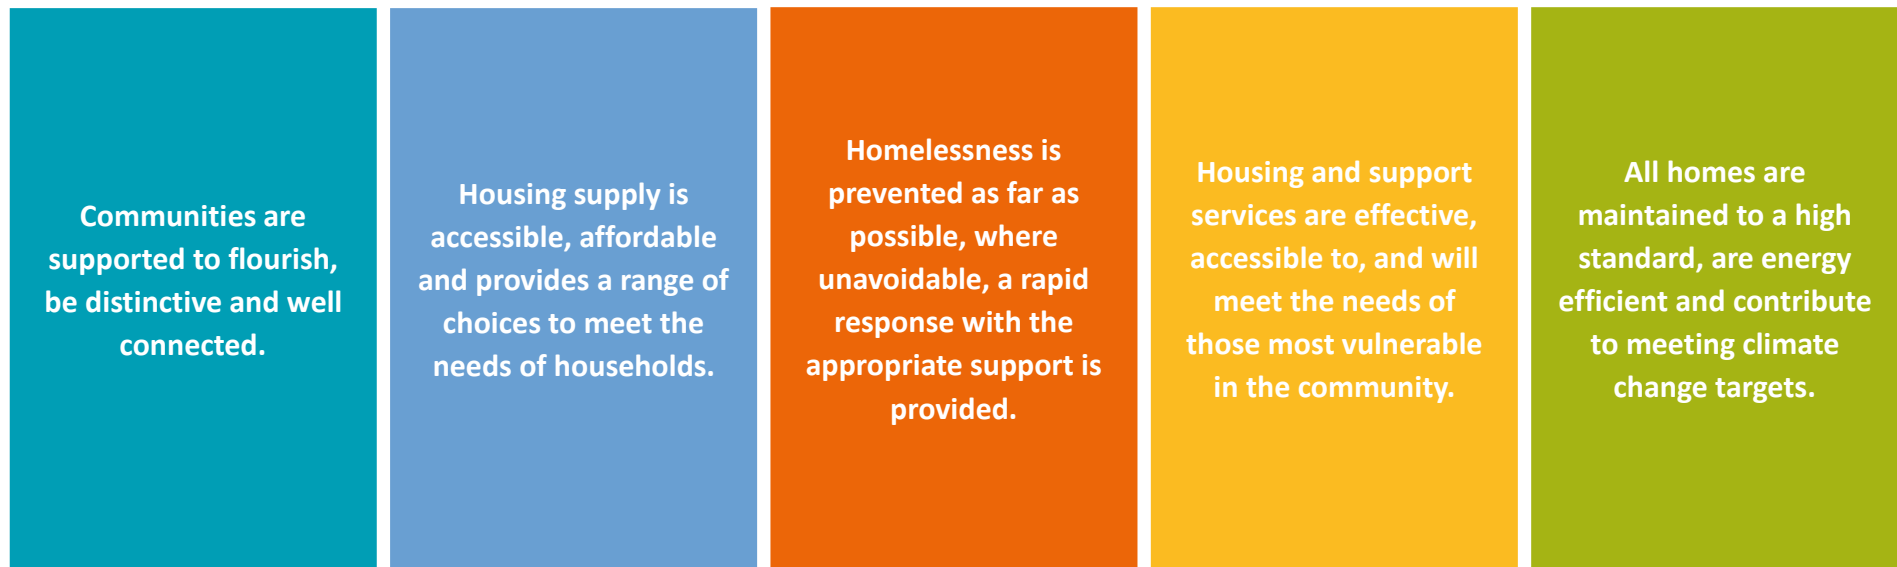 Communities are
supported to flourish,
be distinctive and well
connected.
Housing supply is
accessible, affordable
and provides a range of
choices to meet the
needs of households.
Homelessness is
prevented as far as
possible, where
unavoidable, a rapid
response with the
appropriate support is
provided.
Housing and support
services are effective,
accessible to, and will
meet the needs of
those most vulnerable
in the community.
All homes are
maintained to a high
standard, are energy
efficient and contribute
to meeting climate
change targets.